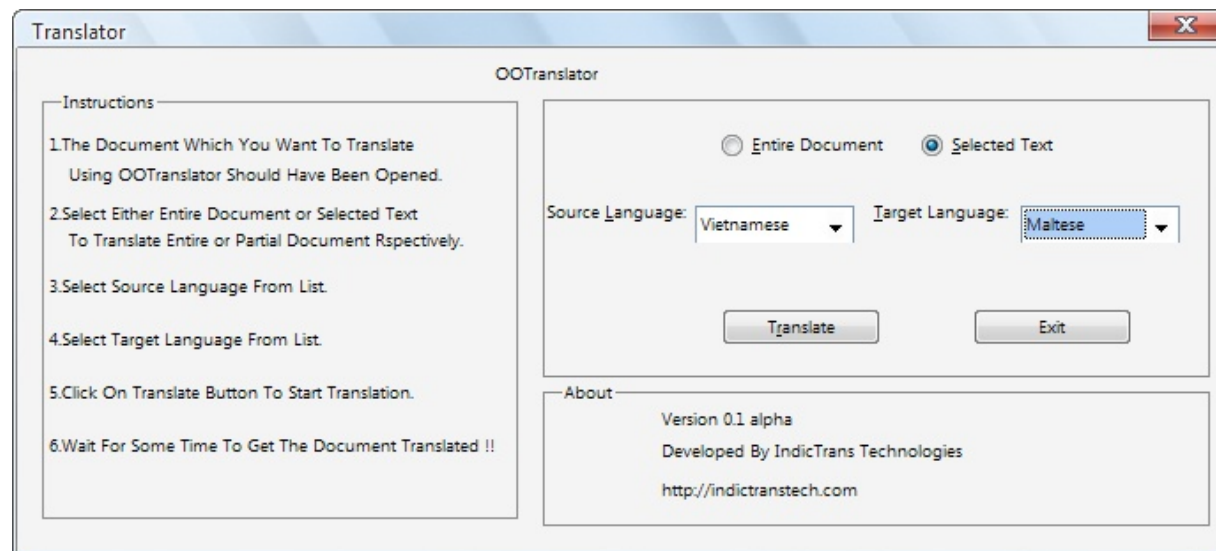 Translator
OOTranslator
Instructions
1.The Document Which You Want To Translate
Using OOTranslator Should Have Been Opened.
2.Select Either Entire Document or Selected Text
To Translate Entire or Partial Document Rspectively.
3.Select Source Language From List.
4.Select Target Language From List.
5.Click On Translate Button To Start Translation.
6.Wait For Some Time To Get The Document Translated !!
Entire Document Selected Text
Source Language: Vietnamese Target Language: Maltese
Translate Exit
About
Version 0.1 alpha
Developed By IndicTrans Technologies
http://indictranstech.com